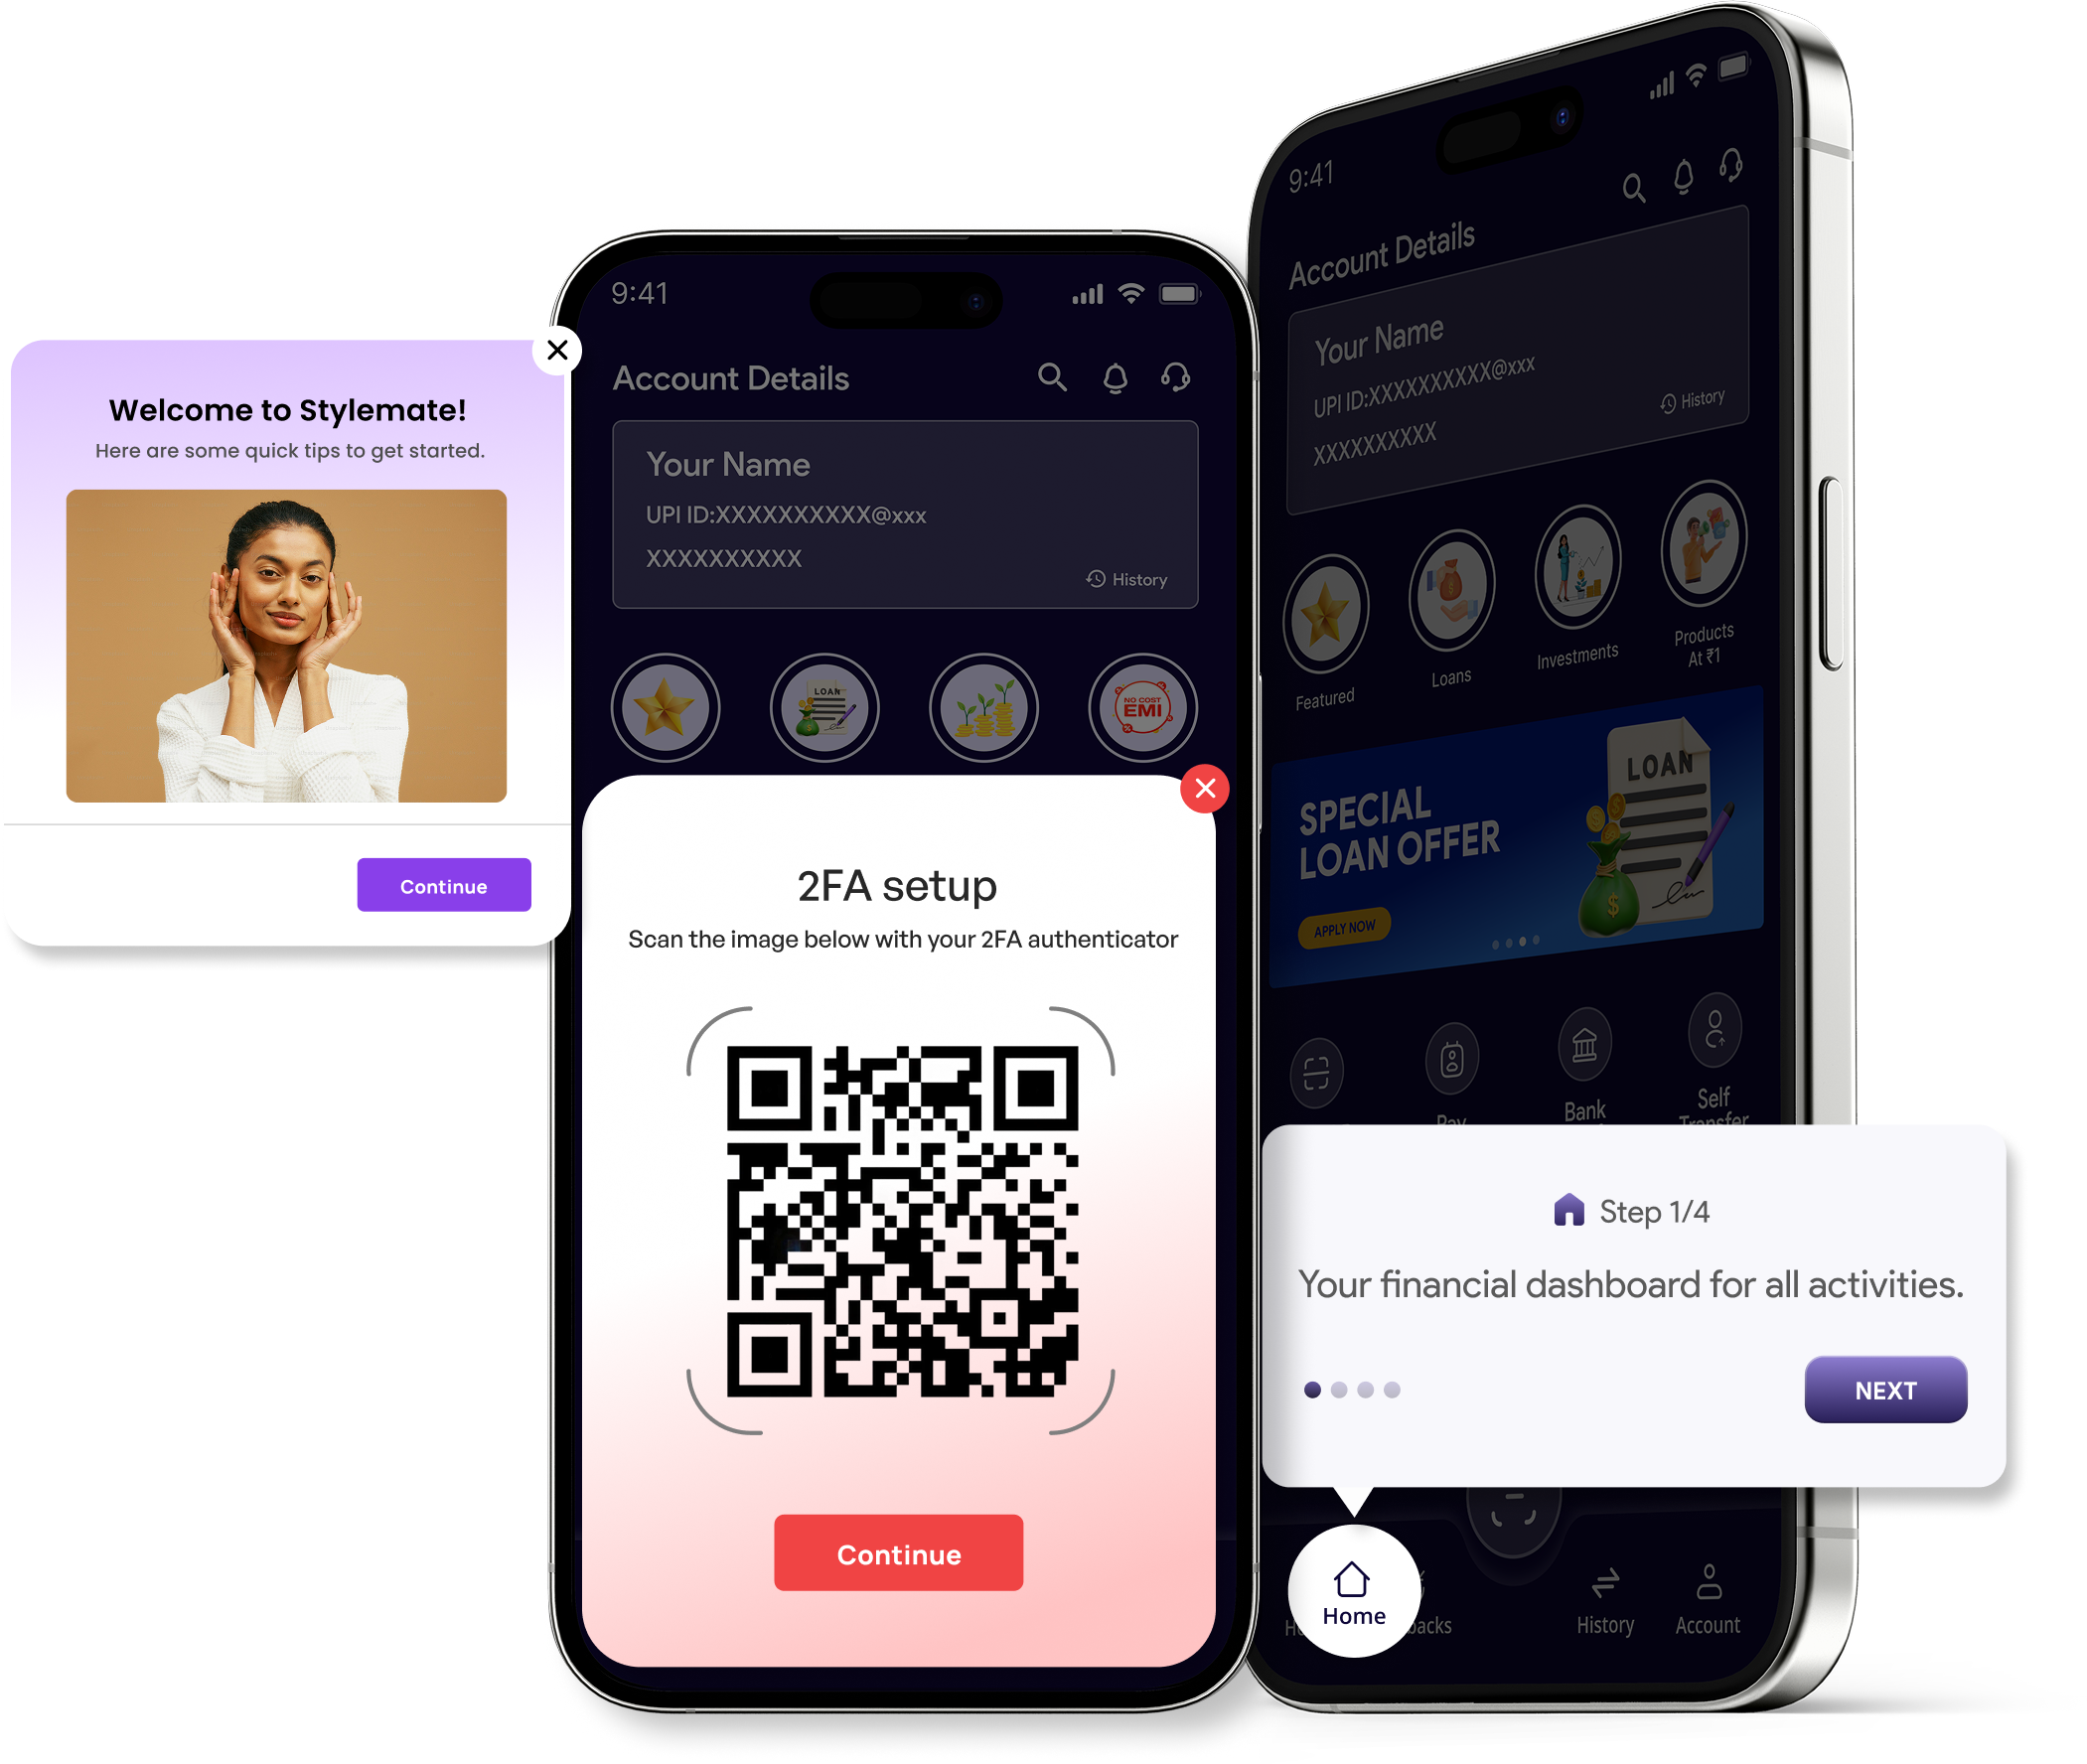 Welcome to Stylemate!
Here are some quick tips to get started.
Continue
9:41
Account Details
Your Name
UPI ID:XXXXXXXXXX@xxx
XXXXXXXXXX
History
LOAN
NO COST
EMI
2FA setup
Scan the image below with your 2FA authenticator
Continue
9:41
Account Details
Your Name
UPI ID:XXXXXXXXXX@xxx
XXXXXXXXXX
History
Featured
Loans
Investments
Products
At ₹1
SPECIAL
LOAN OFFER
APPLY NOW
LOAN
Pay
Bank
Self
Transfer
Step 1/4
Your financial dashboard for all activities.
NEXT
Home
History
Account